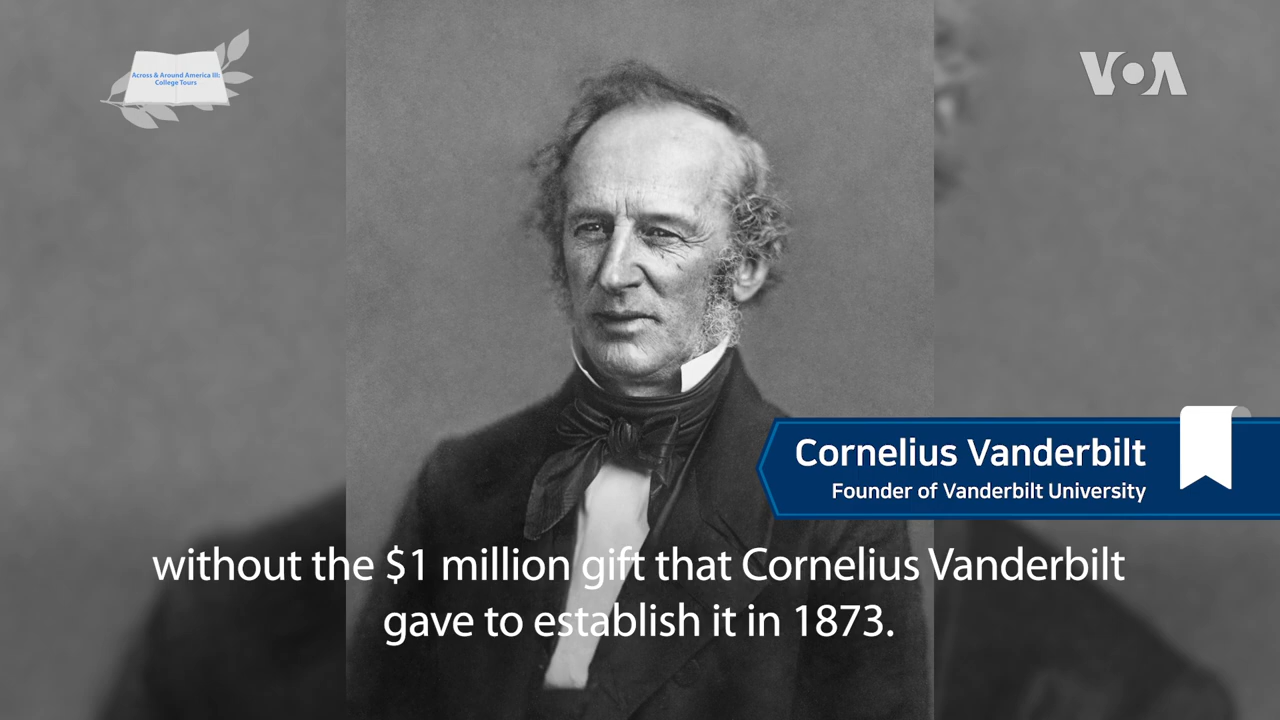 Across & Around America III:
College Tours
VOA
Cornelius Vanderbilt
Founder of Vanderbilt University
without the $1 million gift that Cornelius Vanderbilt
gave to establish it in 1873.